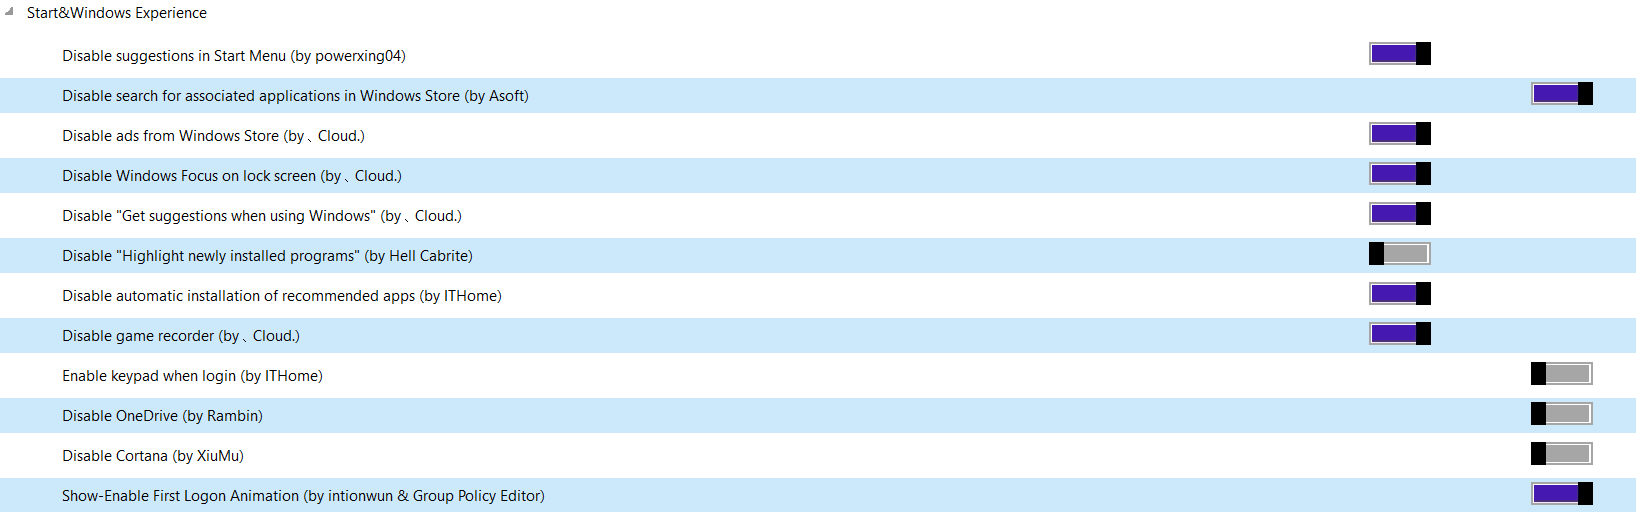 Start&Windows Experience
Disable suggestions in Start Menu (by powerxing04)
Disable search for associated applications in Windows Store (by Asoft)
Disable ads from Windows Store (by、Cloud.)
Disable Windows Focus on lock screen (by、Cloud.)
Disable "Get suggestions when using Windows" (by、Cloud.)
Disable "Highlight newly installed programs" (by Hell Cabrite)
Disable automatic installation of recommended apps (by ITHome)
Disable game recorder (by、Cloud.)
Enable keypad when login (by ITHome)
Disable OneDrive (by Rambin)
Disable Cortana (by XiuMu)
Show-Enable First Logon Animation (by intionwun & Group Policy Editor)